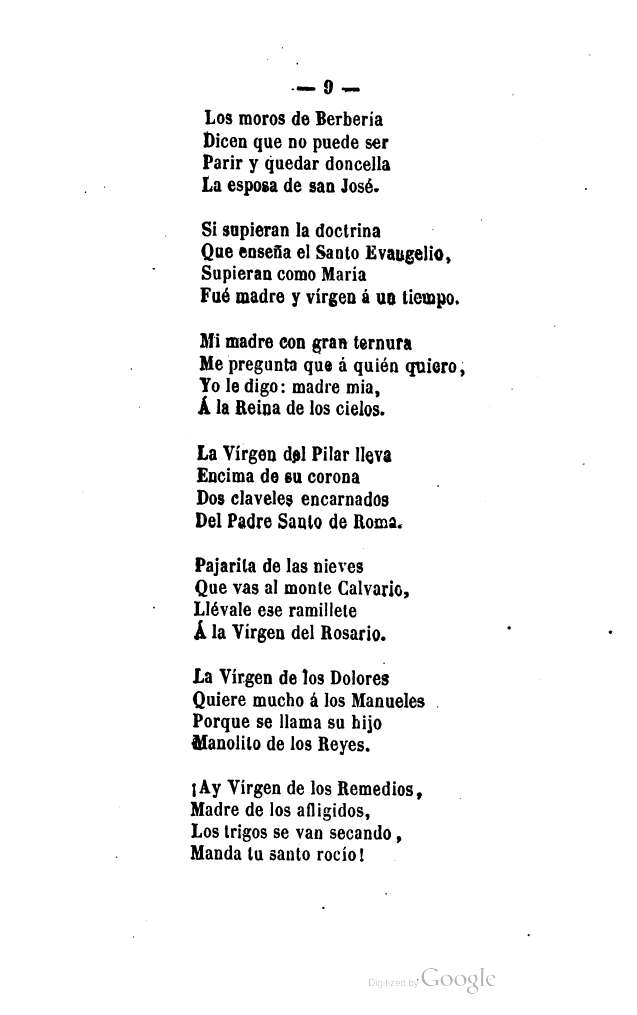 — 9 —
Los moros de Berbería
Dicen que no puede ser
Parir y quedar doncella
La esposa de san José.
Si supieran la doctrina
Que enseña el Santo Evangelio,
Supieran como María
Fué madre y vírgen á un tiempo.
Mi madre con gran ternura
Me pregunta que á quién quiero;
Yo le digo: madre mia,
Á la Reina de los cielos.
La Vírgen del Pilar lleva
Encima de su corona
Dos claveles encarnados
Del Padre Santo de Roma.
Pajarita de las nieves
Que vas al monte Calvario,
Llévale ese ramillete
Á la Vírgen del Rosario.
La Vírgen de los Dolores
Quiere mucho á los Manueles
Porque se llama su hijo
Manolito de los Reyes.
¡Ay Vírgen de los Remedios,
Madre de los afligidos,
Los trigos se van secando,
Manda tu santo rocío!
Digitized by Google